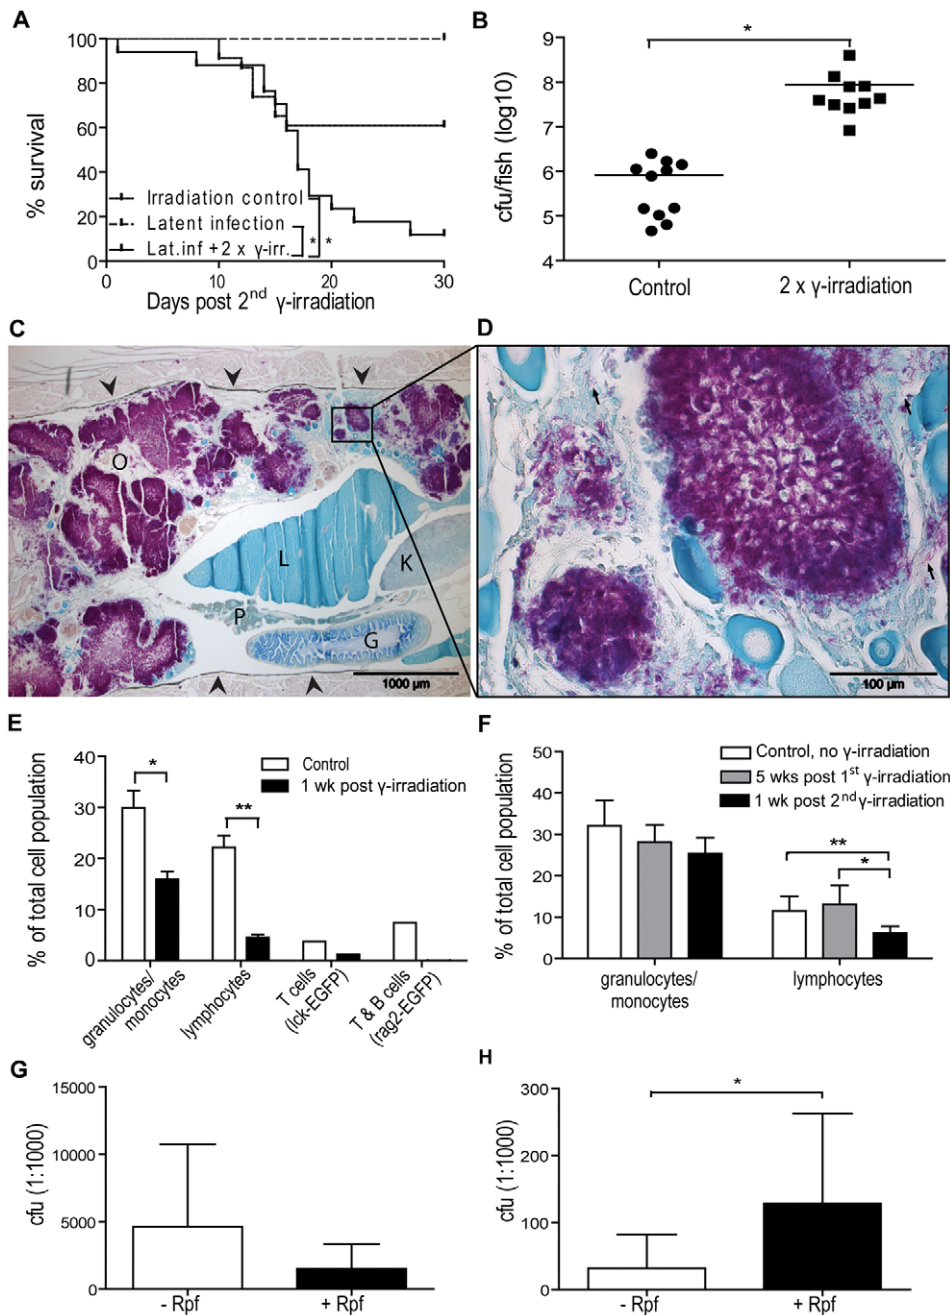 A
100
80
60
40
20
0
% survival
Irradiation control
Latent infection
Lat.inf +2 x γ-irr.
* *
0 10 20 30
Days post 2nd γ-irradiation
B
*
9
8
7
6
5
4
cfu/fish (log10)
Control 2 x γ-irradiation
C
O
L
K
P
G
1000 µm
D
100 µm
E
40
30
20
10
0
% of total cell population
Control
1 wk post γ-irradiation
*
**
granulocytes/
monocytes
lymphocytes
T cells
(lck-EGFP)
T & B cells
(rag2-EGFP)
F
50
40
30
20
10
0
% of total cell population
Control, no γ-irradiation
5 wks post 1st γ-irradiation
1 wk post 2nd γ-irradiation
**
*
granulocytes/
monocytes
lymphocytes
G
15000
10000
5000
0
cfu (1:1000)
- Rpf + Rpf
H
*
300
200
100
0
cfu (1:1000)
- Rpf + Rpf